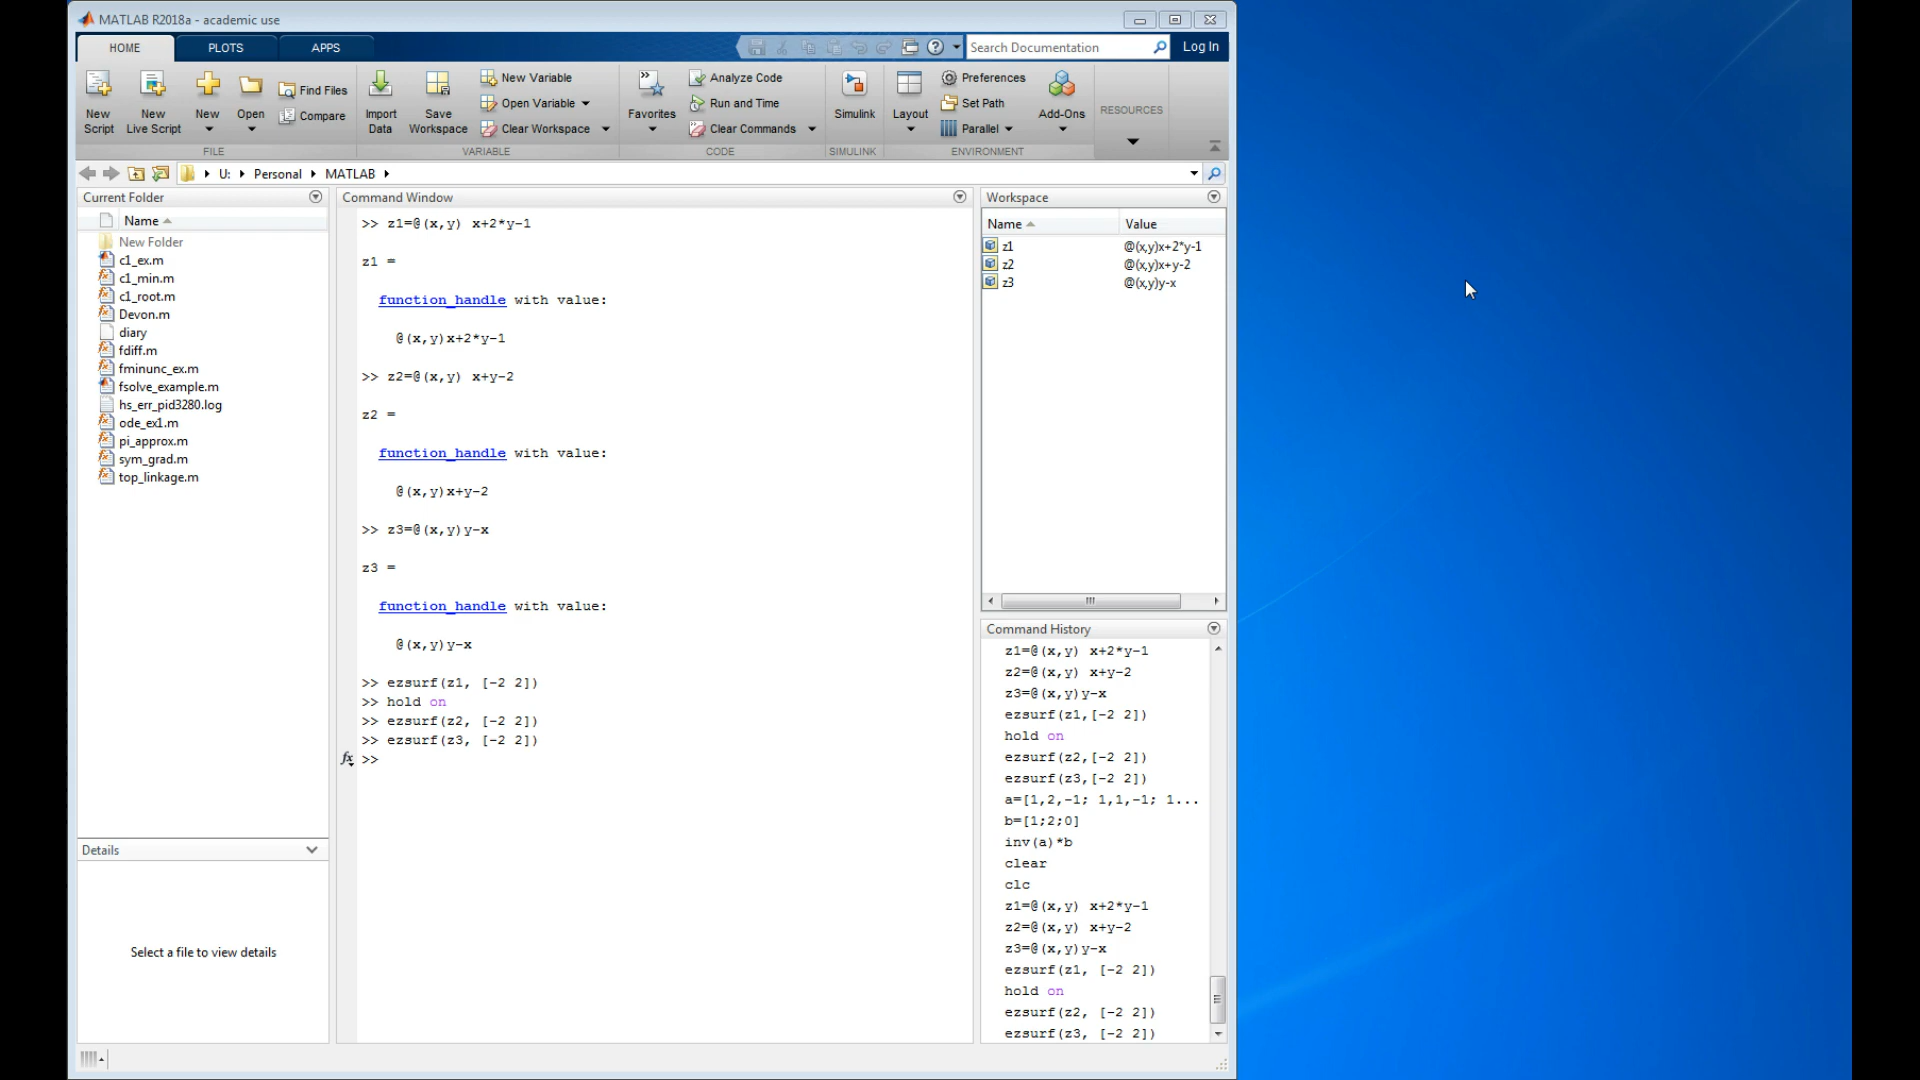 MATLAB R2018a - academic use
HOME
PLOTS
APPS
Search Documentation
Log In
New Script
New Live Script
New
Open
Find Files
Compare
Import Data
Save Workspace
New Variable
Open Variable
Clear Workspace
Favorites
Analyze Code
Run and Time
Clear Commands
Simulink
Layout
Preferences
Set Path
Parallel
Add-Ons
RESOURCES
FILE
VARIABLE
CODE
SIMULINK
ENVIRONMENT
U:
Personal
MATLAB
Current Folder
Name
New Folder
c1_ex.m
c1_min.m
c1_root.m
Devon.m
diary
fdiff.m
fminunc_ex.m
fsolve_example.m
hs_err_pid3280.log
ode_ex1.m
pi_approx.m
sym_grad.m
top_linkage.m
Details
Select a file to view details
Command Window
>> z1=@(x,y) x+2*y-1
z1 =
function_handle with value:
@(x,y)x+2*y-1
>> z2=@(x,y) x+y-2
z2 =
function_handle with value:
@(x,y)x+y-2
>> z3=@(x,y)y-x
z3 =
function_handle with value:
@(x,y)y-x
>> ezsurf(z1, [-2 2])
>> hold on
>> ezsurf(z2, [-2 2])
>> ezsurf(z3, [-2 2])
fx >>
Workspace
Name Value
z1 @(x,y)x+2*y-1
z2 @(x,y)x+y-2
z3 @(x,y)y-x
Command History
z1=@(x,y) x+2*y-1
z2=@(x,y) x+y-2
z3=@(x,y)y-x
ezsurf(z1,[-2 2])
hold on
ezsurf(z2,[-2 2])
ezsurf(z3,[-2 2])
a=[1,2,-1; 1,1,-1; 1...
b=[1;2;0]
inv(a)*b
clear
clc
z1=@(x,y) x+2*y-1
z2=@(x,y) x+y-2
z3=@(x,y)y-x
ezsurf(z1, [-2 2])
hold on
ezsurf(z2, [-2 2])
ezsurf(z3, [-2 2])